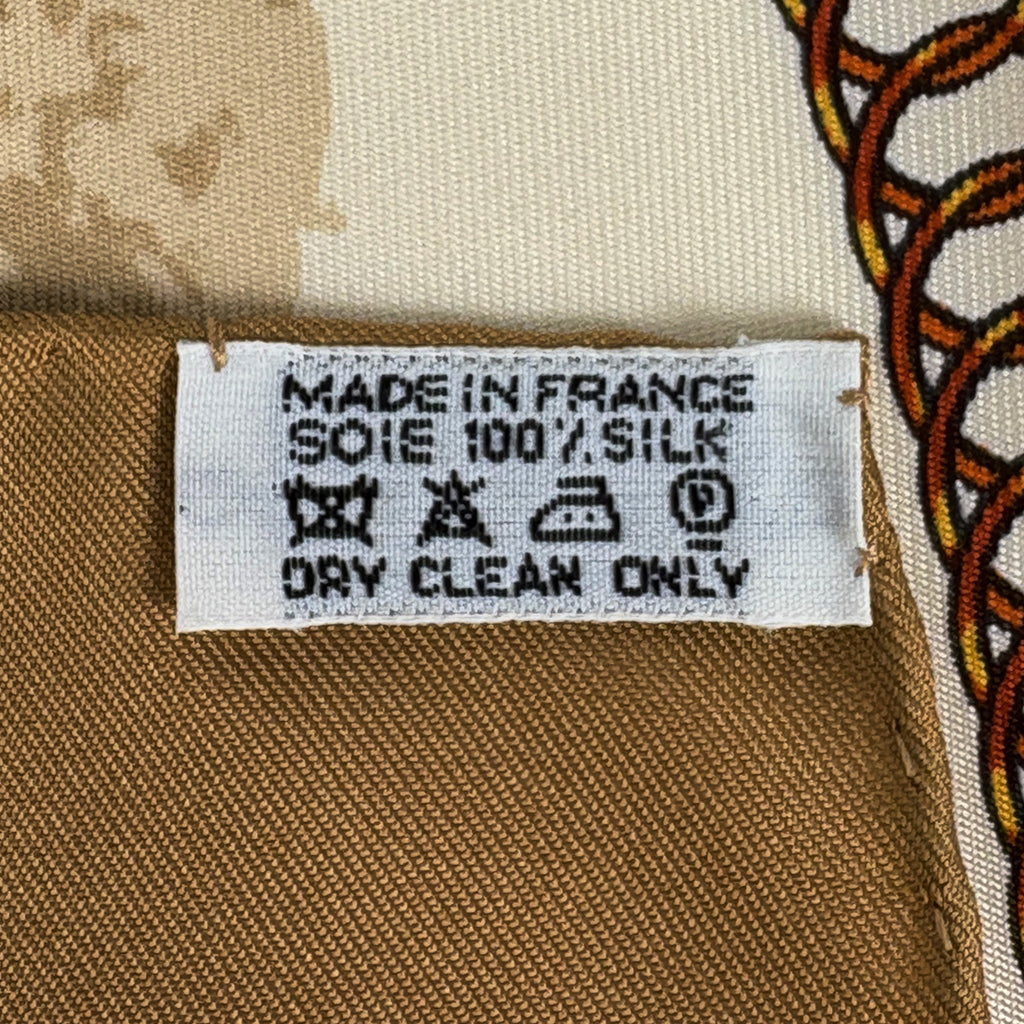 MADE IN FRANCE
SOIE 100% SILK
P
DRY CLEAN ONLY